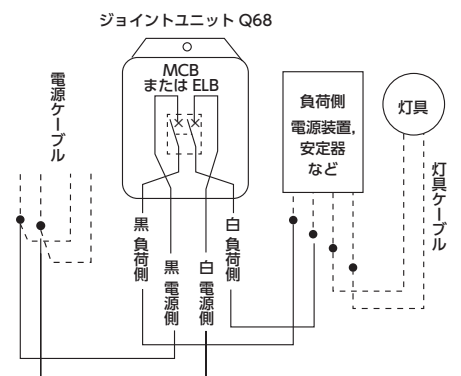 ジョイントユニット Q68
MCB
または ELB
電源ケーブル
負荷側
電源装置,
安定器
など
灯具
灯具ケーブル
黒 負荷側
黒 電源側
白 電源側
白 負荷側